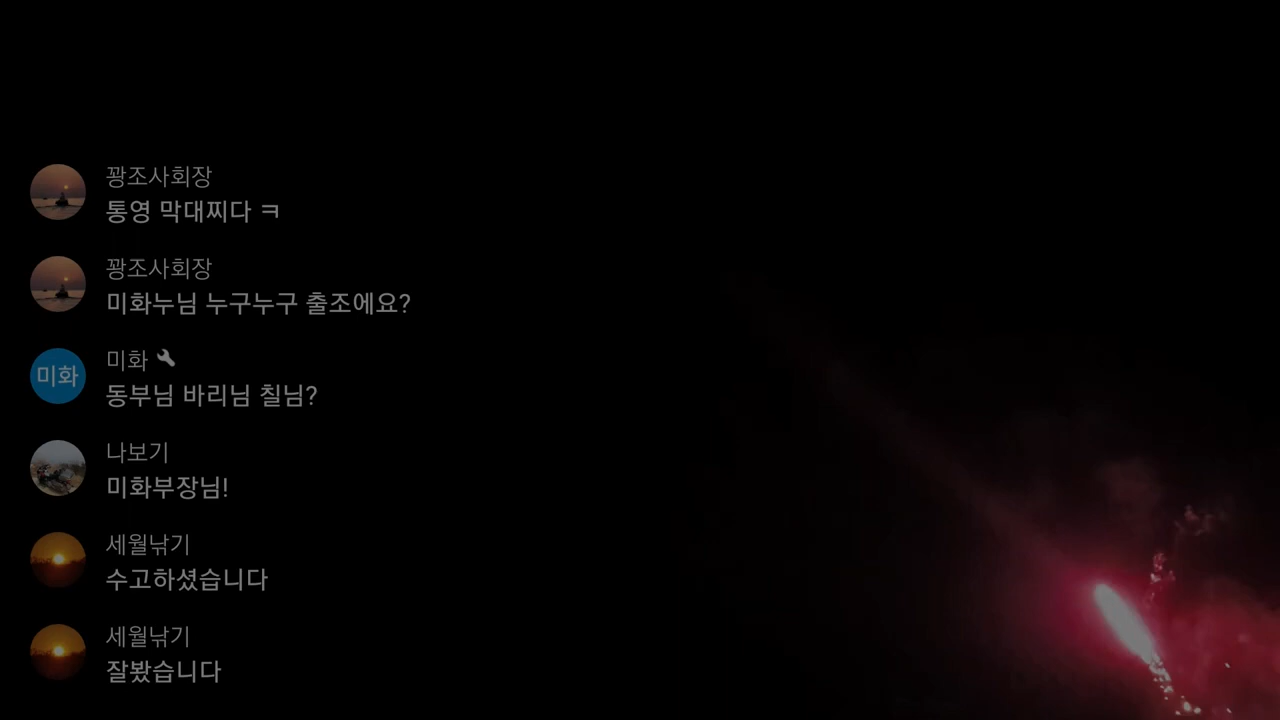 꽝조사회장
통영 막대찌다 ㅋ
꽝조사회장
미화누님 누구누구 출조에요?
미화
미화
동부님 바리님 칠님?
나보기
미화부장님!
세월낚기
수고하셨습니다
세월낚기
잘봤습니다